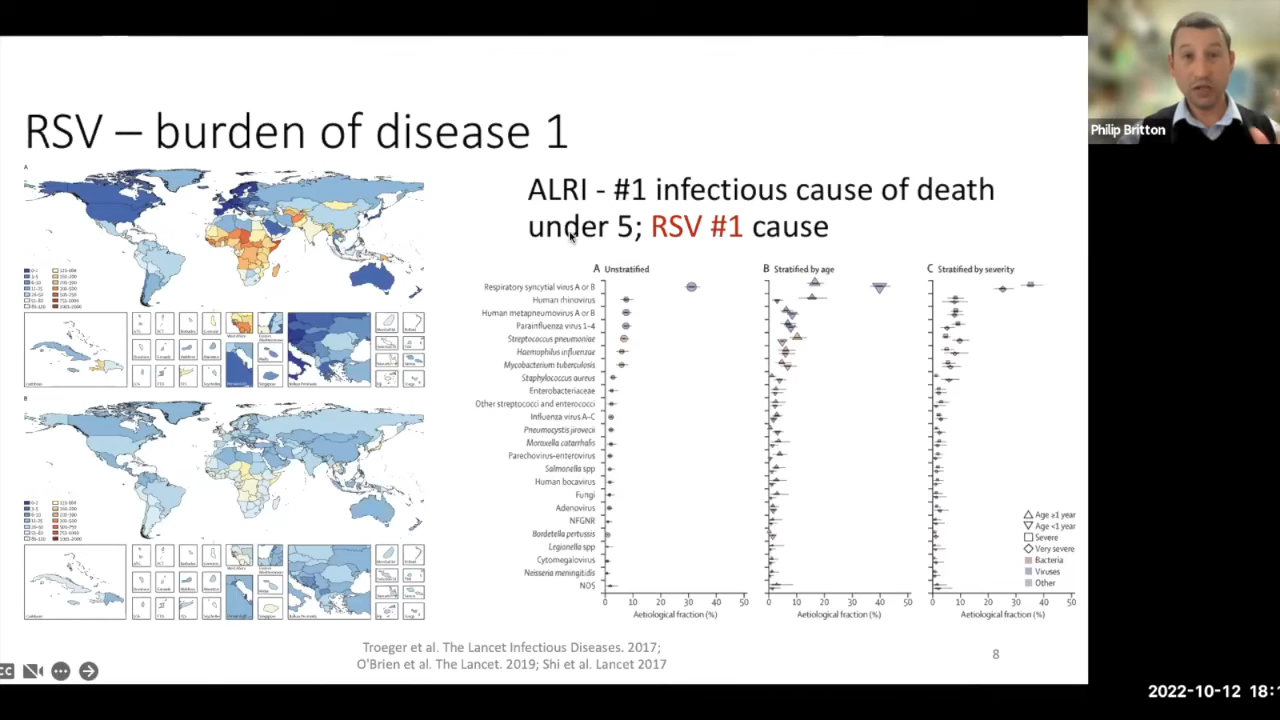 RSV – burden of disease 1
Philip Britton
ALRI - #1 infectious cause of death
under 5; RSV #1 cause
A
B
A Unstratified
B Stratified by age
C Stratified by severity
Respiratory syncytial virus A or B
Human rhinovirus
Human metapneumovirus A or B
Parainfluenza virus 1–4
Streptococcus pneumoniae
Haemophilus influenzae
Mycobacterium tuberculosis
Staphylococcus aureus
Enterobacteriaceae
Other streptococci and enterococci
Influenza virus A–C
Pneumocystis jirovecii
Moraxella catarrhalis
Parechovirus–enterovirus
Salmonella spp
Human bocavirus
Fungi
Adenovirus
NFGNR
Bordetella pertussis
Legionella spp
Cytomegalovirus
Neisseria meningitidis
NOS
0 10 20 30 40 50
Aetiological fraction (%)
0 10 20 30 40 50
Aetiological fraction (%)
0 10 20 30 40 50
Aetiological fraction (%)
Age ≥1 year
Age <1 year
Severe
Very severe
Bacteria
Viruses
Other
Troeger et al. The Lancet Infectious Diseases. 2017;
O'Brien et al. The Lancet. 2019; Shi et al. Lancet 2017
8
CC
2022-10-12 18: